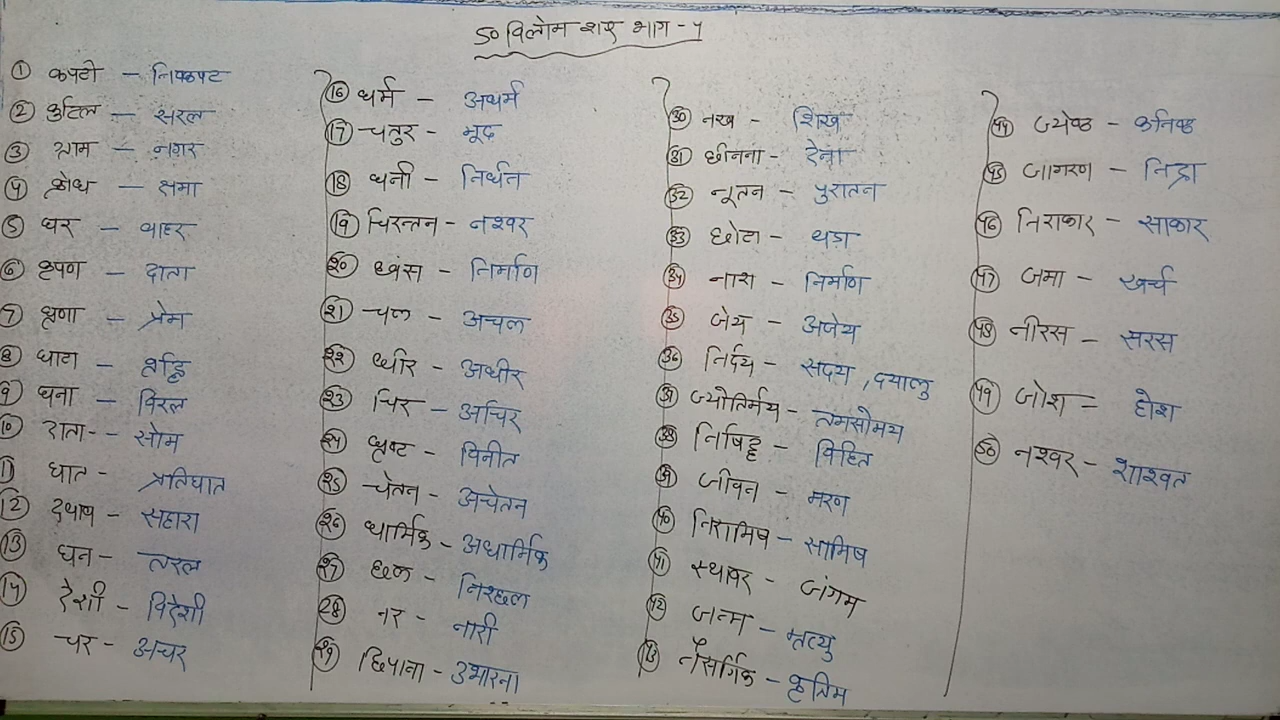 50 विलोम शब्द भाग - 4
① कपटी - निष्कपट
② कुटिल - सरल
③ ग्राम - नगर
④ क्रोध - क्षमा
⑤ घर - बाहर
⑥ कृपण - दाता
⑦ घृणा - प्रेम
⑧ घाटा - वृद्धि
⑨ घना - विरल
⑩ दाता - सोम
⑪ घात - प्रतिघात
⑫ दबाब - सहारा
⑬ घन - तरल
⑭ देशी - विदेशी
⑮ चर - अचर
⑯ धर्म - अधर्म
⑰ चतुर - मूढ़
⑱ धनी - निर्धन
⑲ चिरन्तन - नश्वर
⑳ ध्वंस - निर्माण
㉑ चल - अचल
㉒ धीर - अधीर
㉓ चिर - अचिर
㉔ धृष्ट - विनीत
㉕ चेतन - अचेतन
㉖ धार्मिक - अधार्मिक
㉗ छल - निश्छल
㉘ नर - नारी
㉙ छिपाना - उभारना
㉚ नख - शिख
㉛ छीनना - देना
㉜ नूतन - पुरातन
㉝ छोटा - बड़ा
㉞ नाश - निर्माण
㉟ जेय - अजेय
㊱ निर्दय - सदय, दयालु
㊲ ज्योतिर्मय - तमसोमय
㊳ निषिद्ध - विहित
㊴ जीवन - मरण
㊵ निरामिष - सामिष
㊶ स्थावर - जंगम
㊷ जन्म - मृत्यु
㊸ नैसर्गिक - कृत्रिम
㊹ ज्येष्ठ - कनिष्ठ
㊺ जागरण - निद्रा
㊻ निराकार - साकार
㊼ जमा - खर्च
㊽ नीरस - सरस
㊾ जोश = होश
㊿ नश्वर - शाश्वत